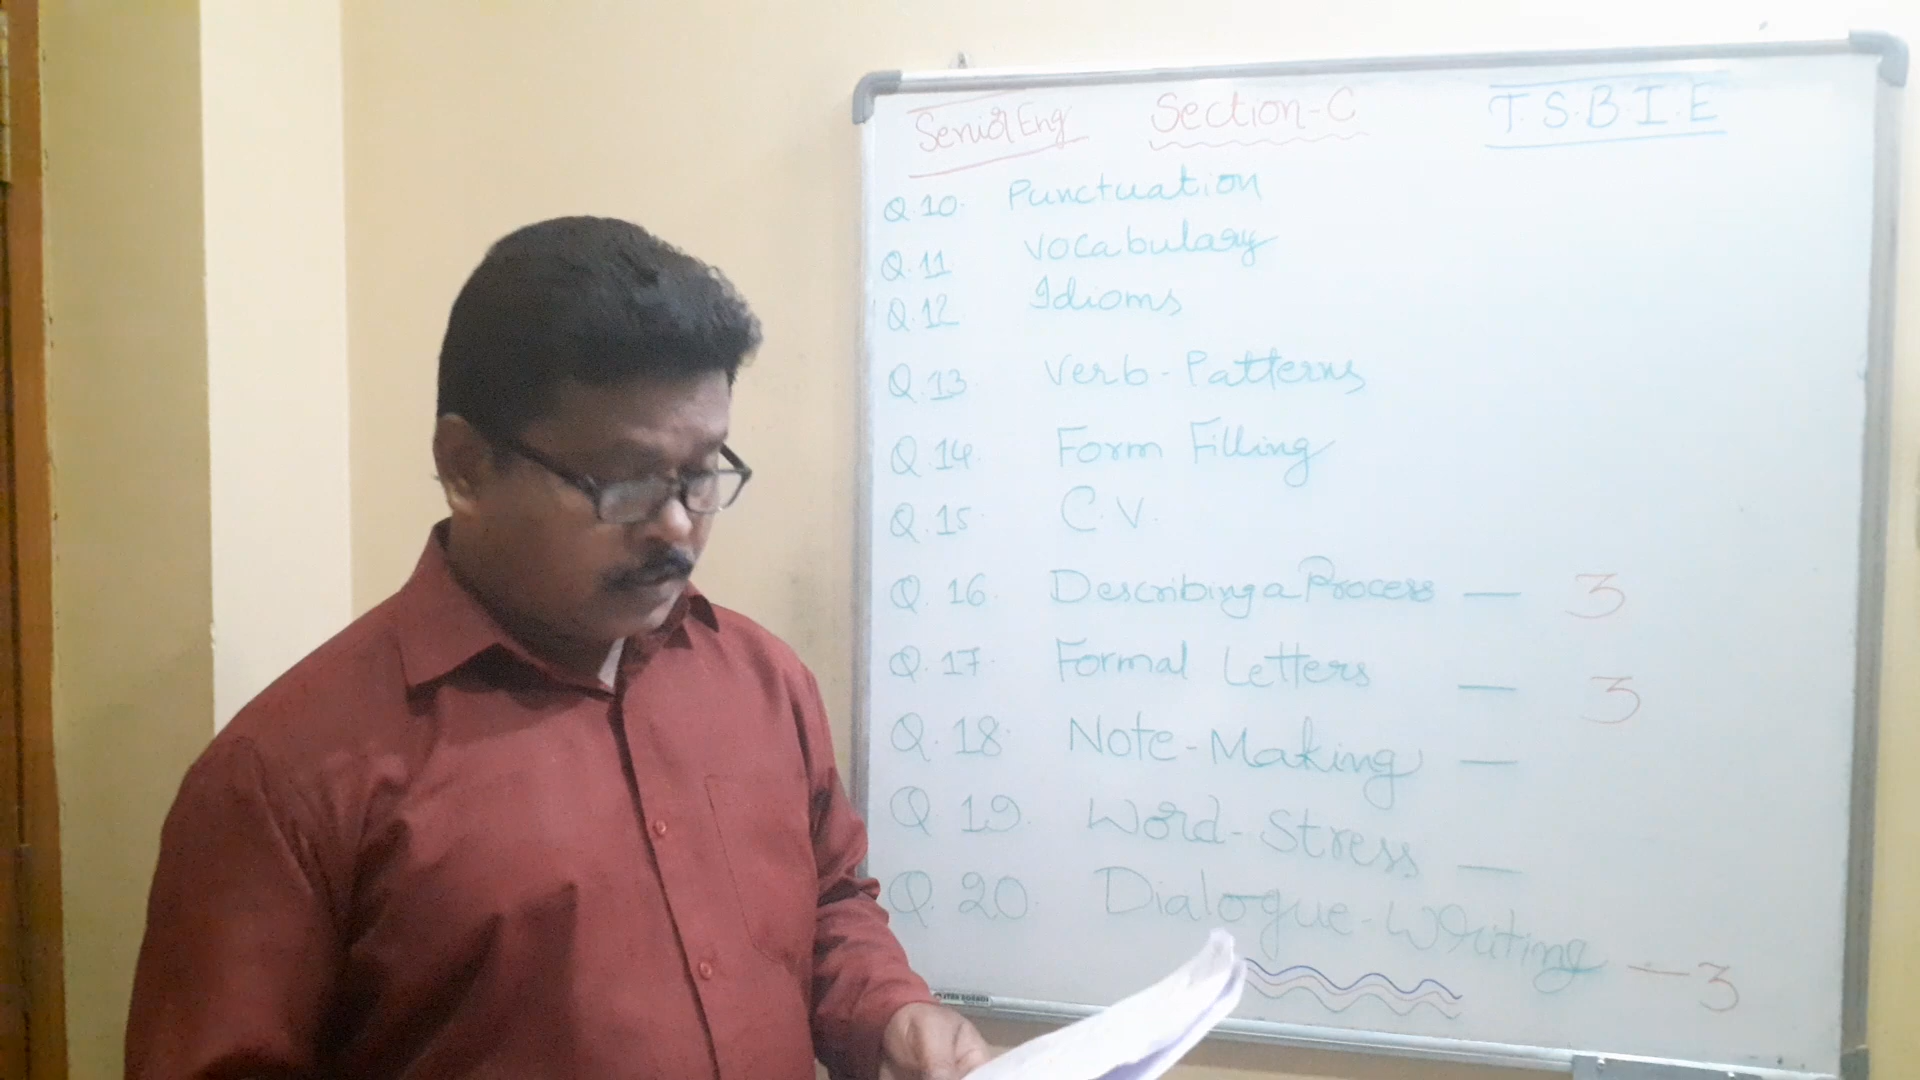 Senior Eng Section-C T.S.B.I.E
Q.10. Punctuation
Q.11 Vocabulary
Q.12 Idioms
Q.13 Verb-Patterns
Q.14. Form Filling
Q.15 C.V.
Q.16. Describing a Process — 3
Q.17. Formal Letters — 3
Q.18. Note-Making —
Q.19. Word-Stress —
Q.20. Dialogue-Writing — 3